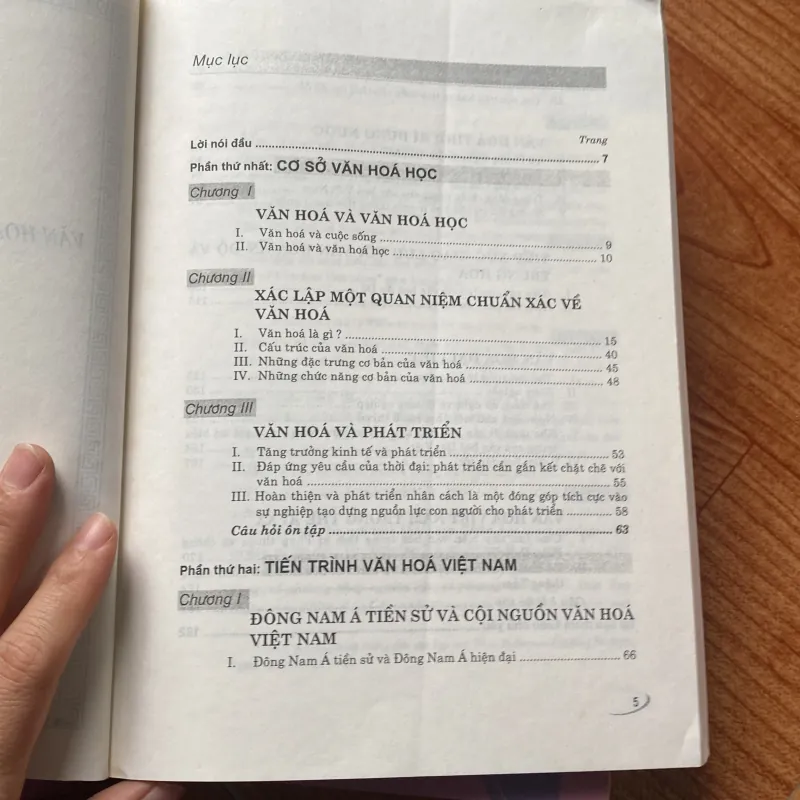 Mục lục
Trang
Lời nói đầu ........ 7
Phần thứ nhất: CƠ SỞ VĂN HOÁ HỌC
Chương I
VĂN HOÁ VÀ VĂN HOÁ HỌC
I. Văn hoá và cuộc sống ........ 9
II. Văn hoá và văn hoá học ........ 10
Chương II
XÁC LẬP MỘT QUAN NIỆM CHUẨN XÁC VỀ
VĂN HOÁ
I. Văn hoá là gì ? ........ 15
II. Cấu trúc của văn hoá ........ 40
III. Những đặc trưng cơ bản của văn hoá ........ 45
IV. Những chức năng cơ bản của văn hoá ........ 48
Chương III
VĂN HOÁ VÀ PHÁT TRIỂN
I. Tăng trưởng kinh tế và phát triển ........ 53
II. Đáp ứng yêu cầu của thời đại: phát triển cần gắn kết chặt chẽ với
văn hoá ........ 55
III. Hoàn thiện và phát triển nhân cách là một đóng góp tích cực vào
sự nghiệp tạo dựng nguồn lực con người cho phát triển ........ 58
Câu hỏi ôn tập ........ 63
Phần thứ hai: TIẾN TRÌNH VĂN HOÁ VIỆT NAM
Chương I
ĐÔNG NAM Á TIỀN SỬ VÀ CỘI NGUỒN VĂN HOÁ
VIỆT NAM
I. Đông Nam Á tiền sử và Đông Nam Á hiện đại ........ 66
5